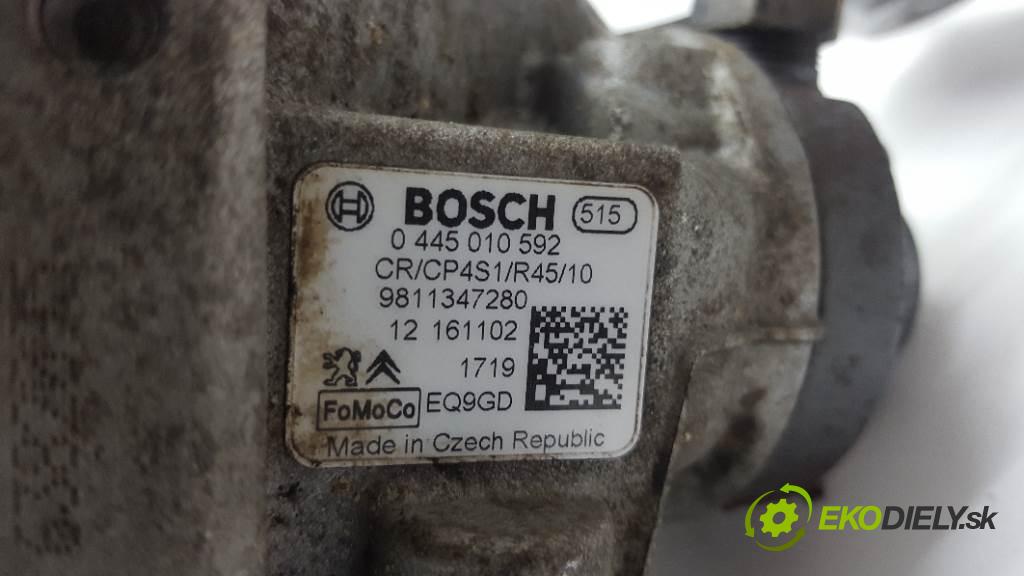 BOSCH 515
0 445 010 592
CR/CP4S1/R45/10
9811347280
12 161102
1719
FoMoCo EQ9GD
Made in Czech Republic
EKODIELY.sk